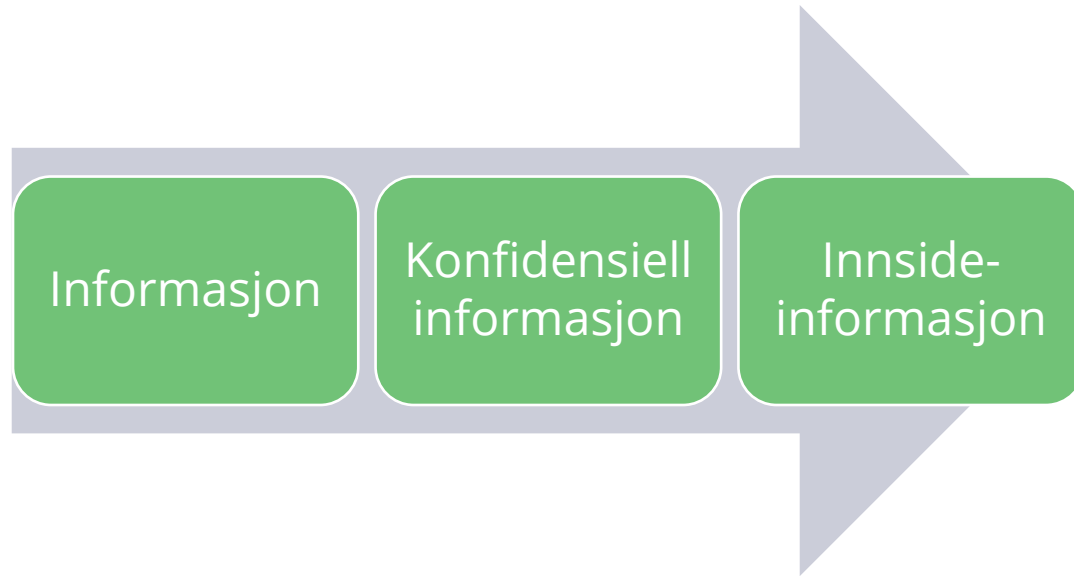 Informasjon
Konfidensiell
informasjon
Innside-
informasjon